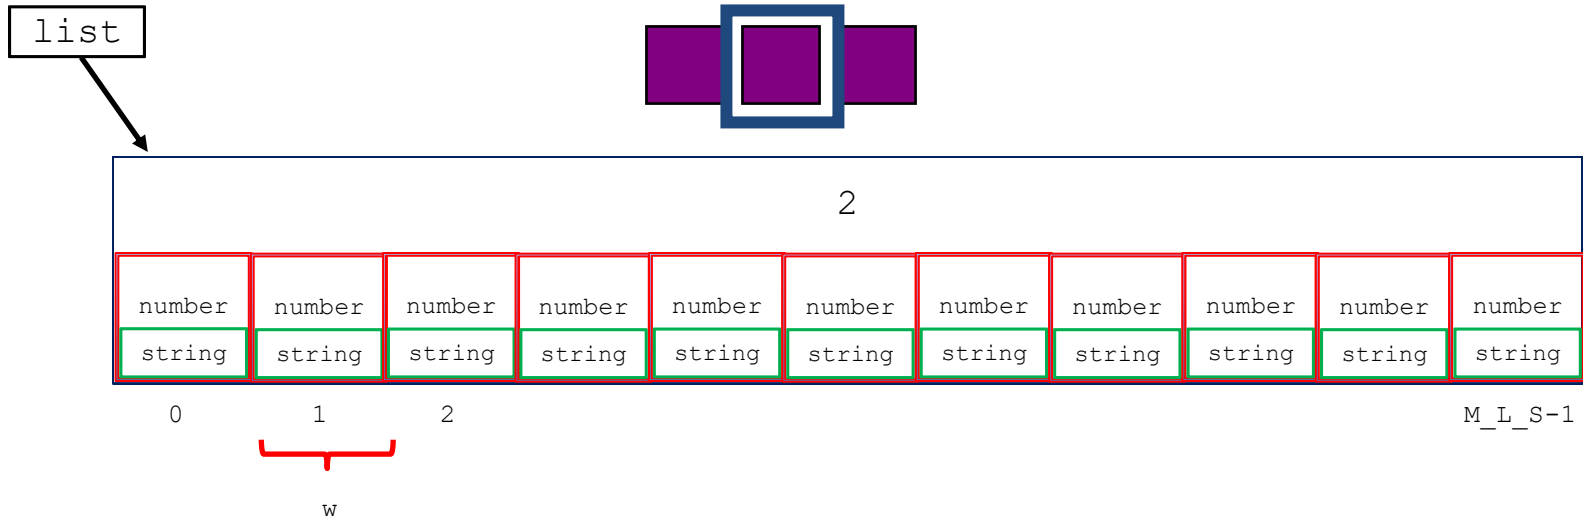 list
2
number number number number number number number number number number number
string string string string string string string string string string string
0 1 2 M_L_S-1
w